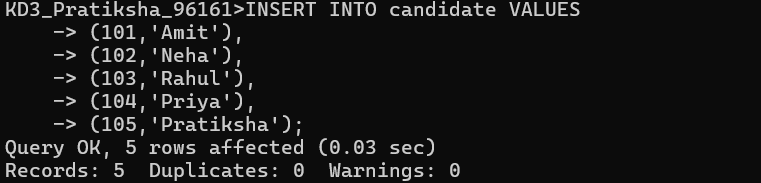 KD3_Pratiksha_96161>INSERT INTO candidate VALUES
    -> (101,'Amit'),
    -> (102,'Neha'),
    -> (103,'Rahul'),
    -> (104,'Priya'),
    -> (105,'Pratiksha');
Query OK, 5 rows affected (0.03 sec)
Records: 5  Duplicates: 0  Warnings: 0